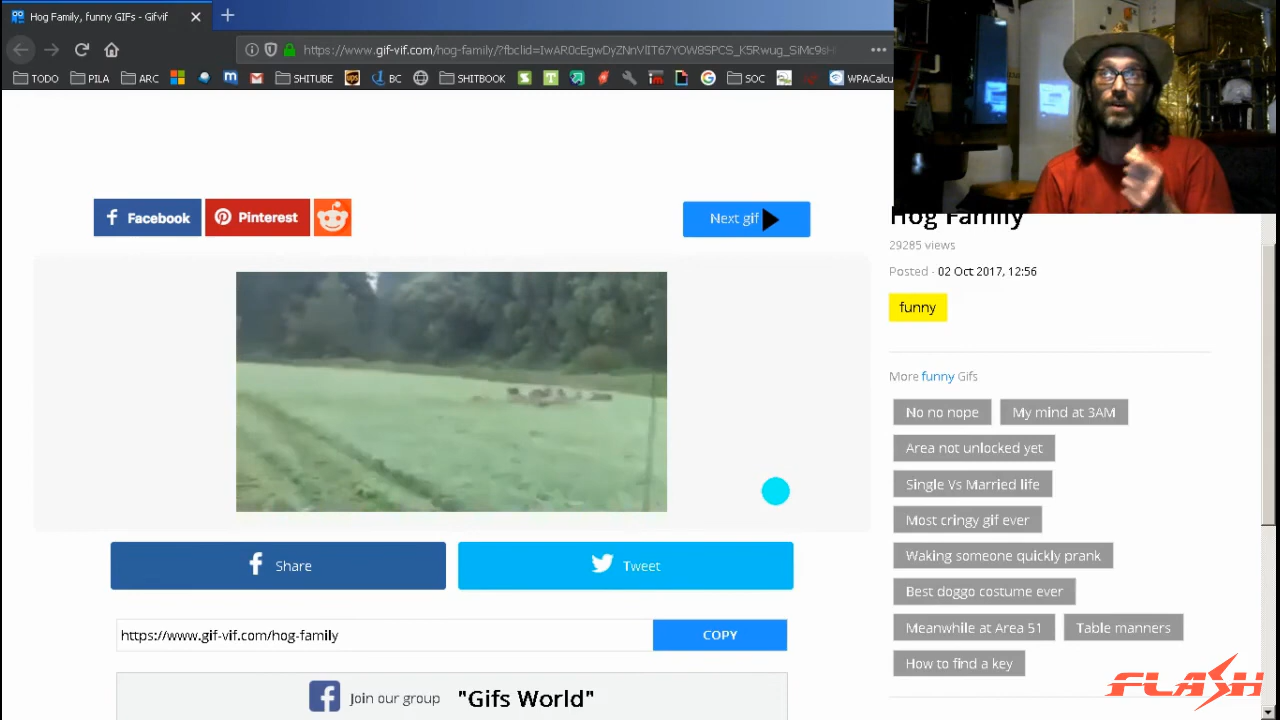 Hog Family, funny GIFs - Gifvif
https://www.gif-vif.com/hog-family/?fbclid=
TODO PILA ARC SHITUBE BC SHITBOOK SOC WPACalcu
Facebook Pinterest
Next gif
Hog Family
29285 views
Posted - 02 Oct 2017, 12:56
funny
More funny Gifs
No no nope My mind at 3AM
Area not unlocked yet
Single Vs Married life
Most cringy gif ever
Waking someone quickly prank
Best doggo costume ever
Meanwhile at Area 51 Table manners
How to find a key
Share Tweet
https://www.gif-vif.com/hog-family COPY
Join our group "Gifs World"
FLASH